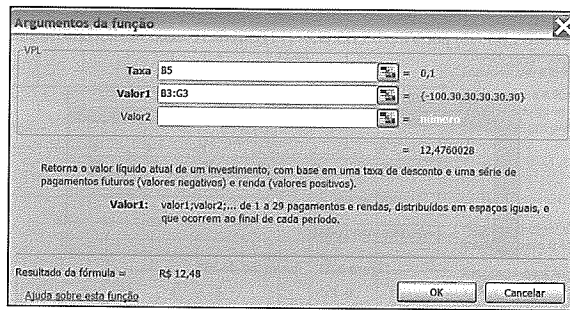 Argumentos da função
VPL
Taxa B5 = 0,1
Valor1 B3:G3 = {-100.30.30.30.30.30}
Valor2 = número
= 12,4760028
Retorna o valor líquido atual de um investimento, com base em uma taxa de desconto e uma série de
pagamentos futuros (valores negativos) e renda (valores positivos).
Valor1: valor1;valor2;... de 1 a 29 pagamentos e rendas, distribuídos em espaços iguais, e
que ocorrem ao final de cada período.
Resultado da fórmula = R$ 12,48
Ajuda sobre esta função
OK Cancelar